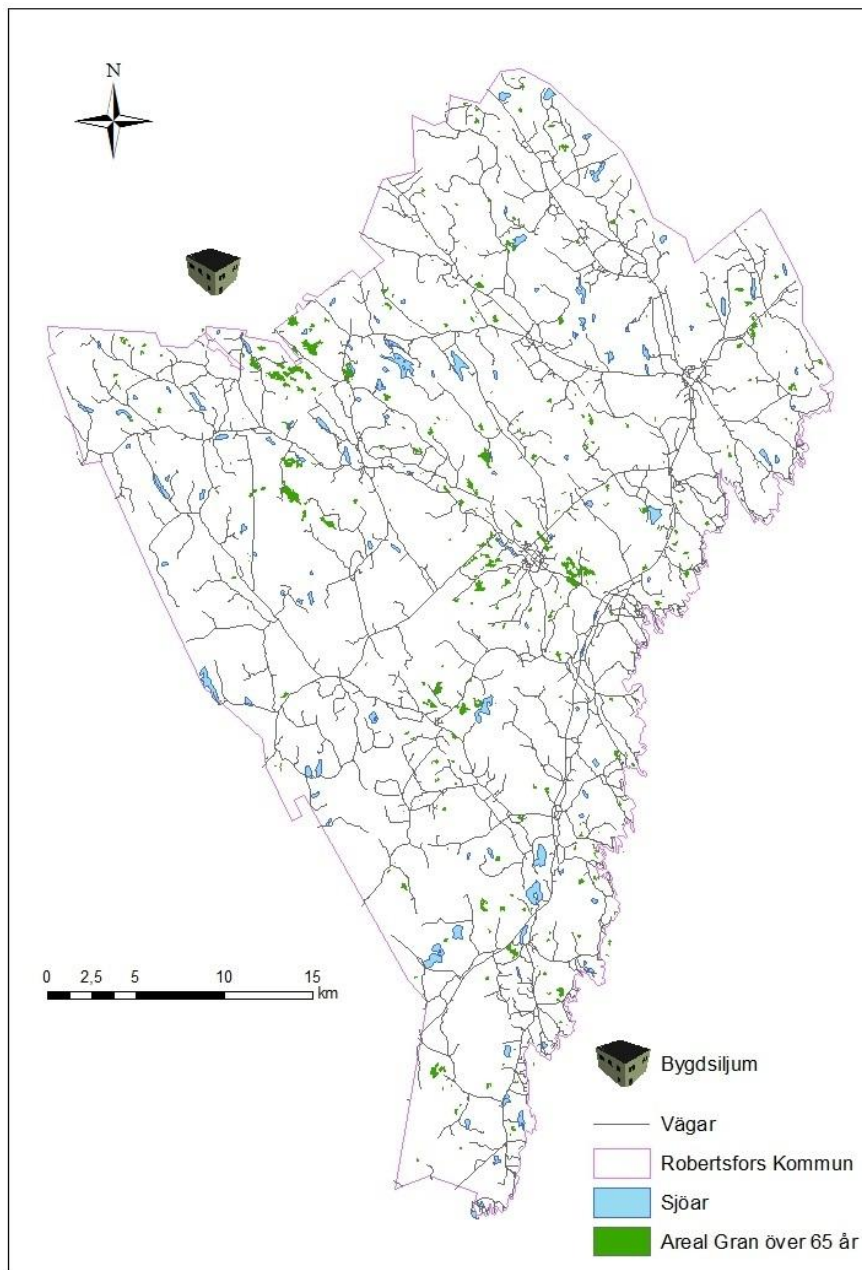 N
0 2,5 5 10 15
km
Bygdsiljum
Vägar
Robertsfors Kommun
Sjöar
Areal Gran över 65 år